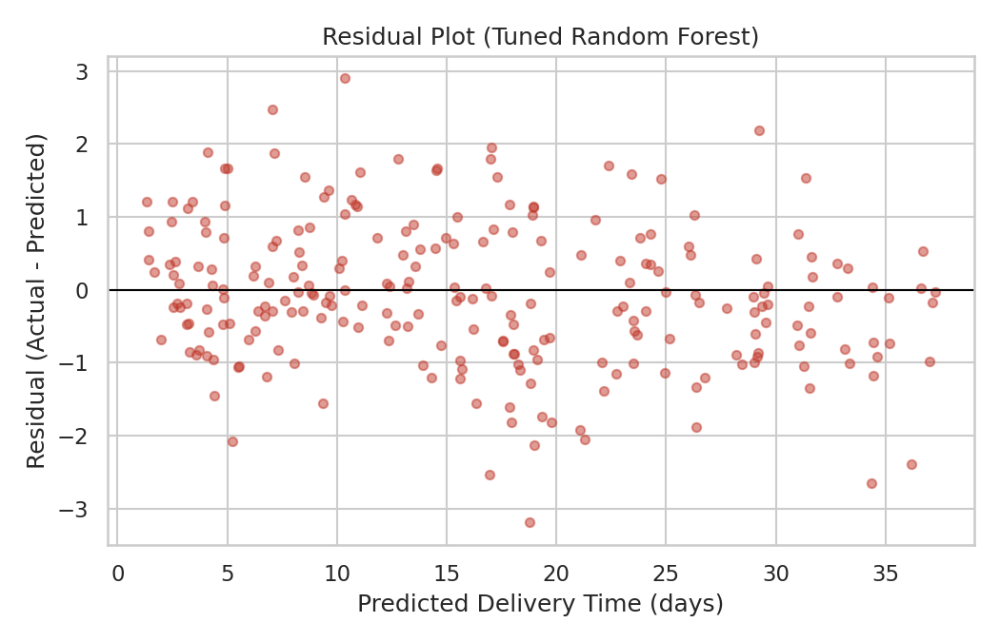 Residual Plot (Tuned Random Forest)
Residual (Actual - Predicted)
3
2
1
0
−1
−2
−3
0 5 10 15 20 25 30 35
Predicted Delivery Time (days)